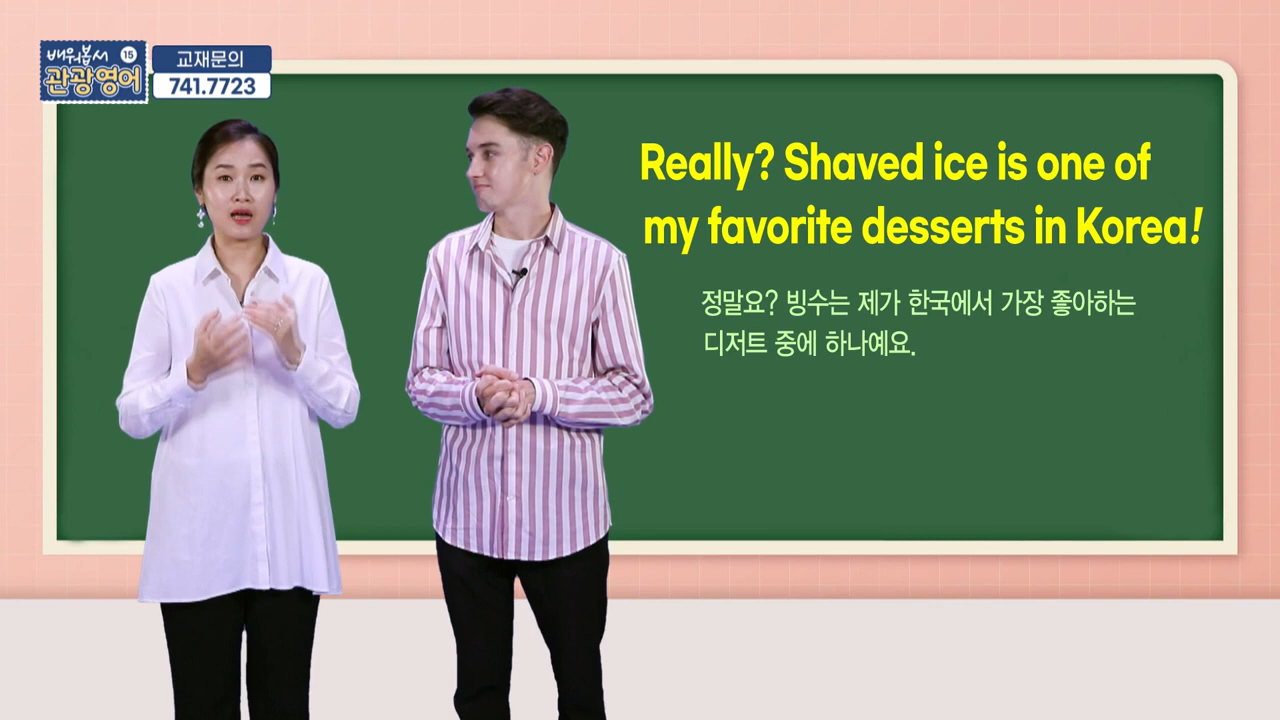 배워봅서 15
관광영어
교재문의
741.7723
Really? Shaved ice is one of
my favorite desserts in Korea!
정말요? 빙수는 제가 한국에서 가장 좋아하는
디저트 중에 하나예요.